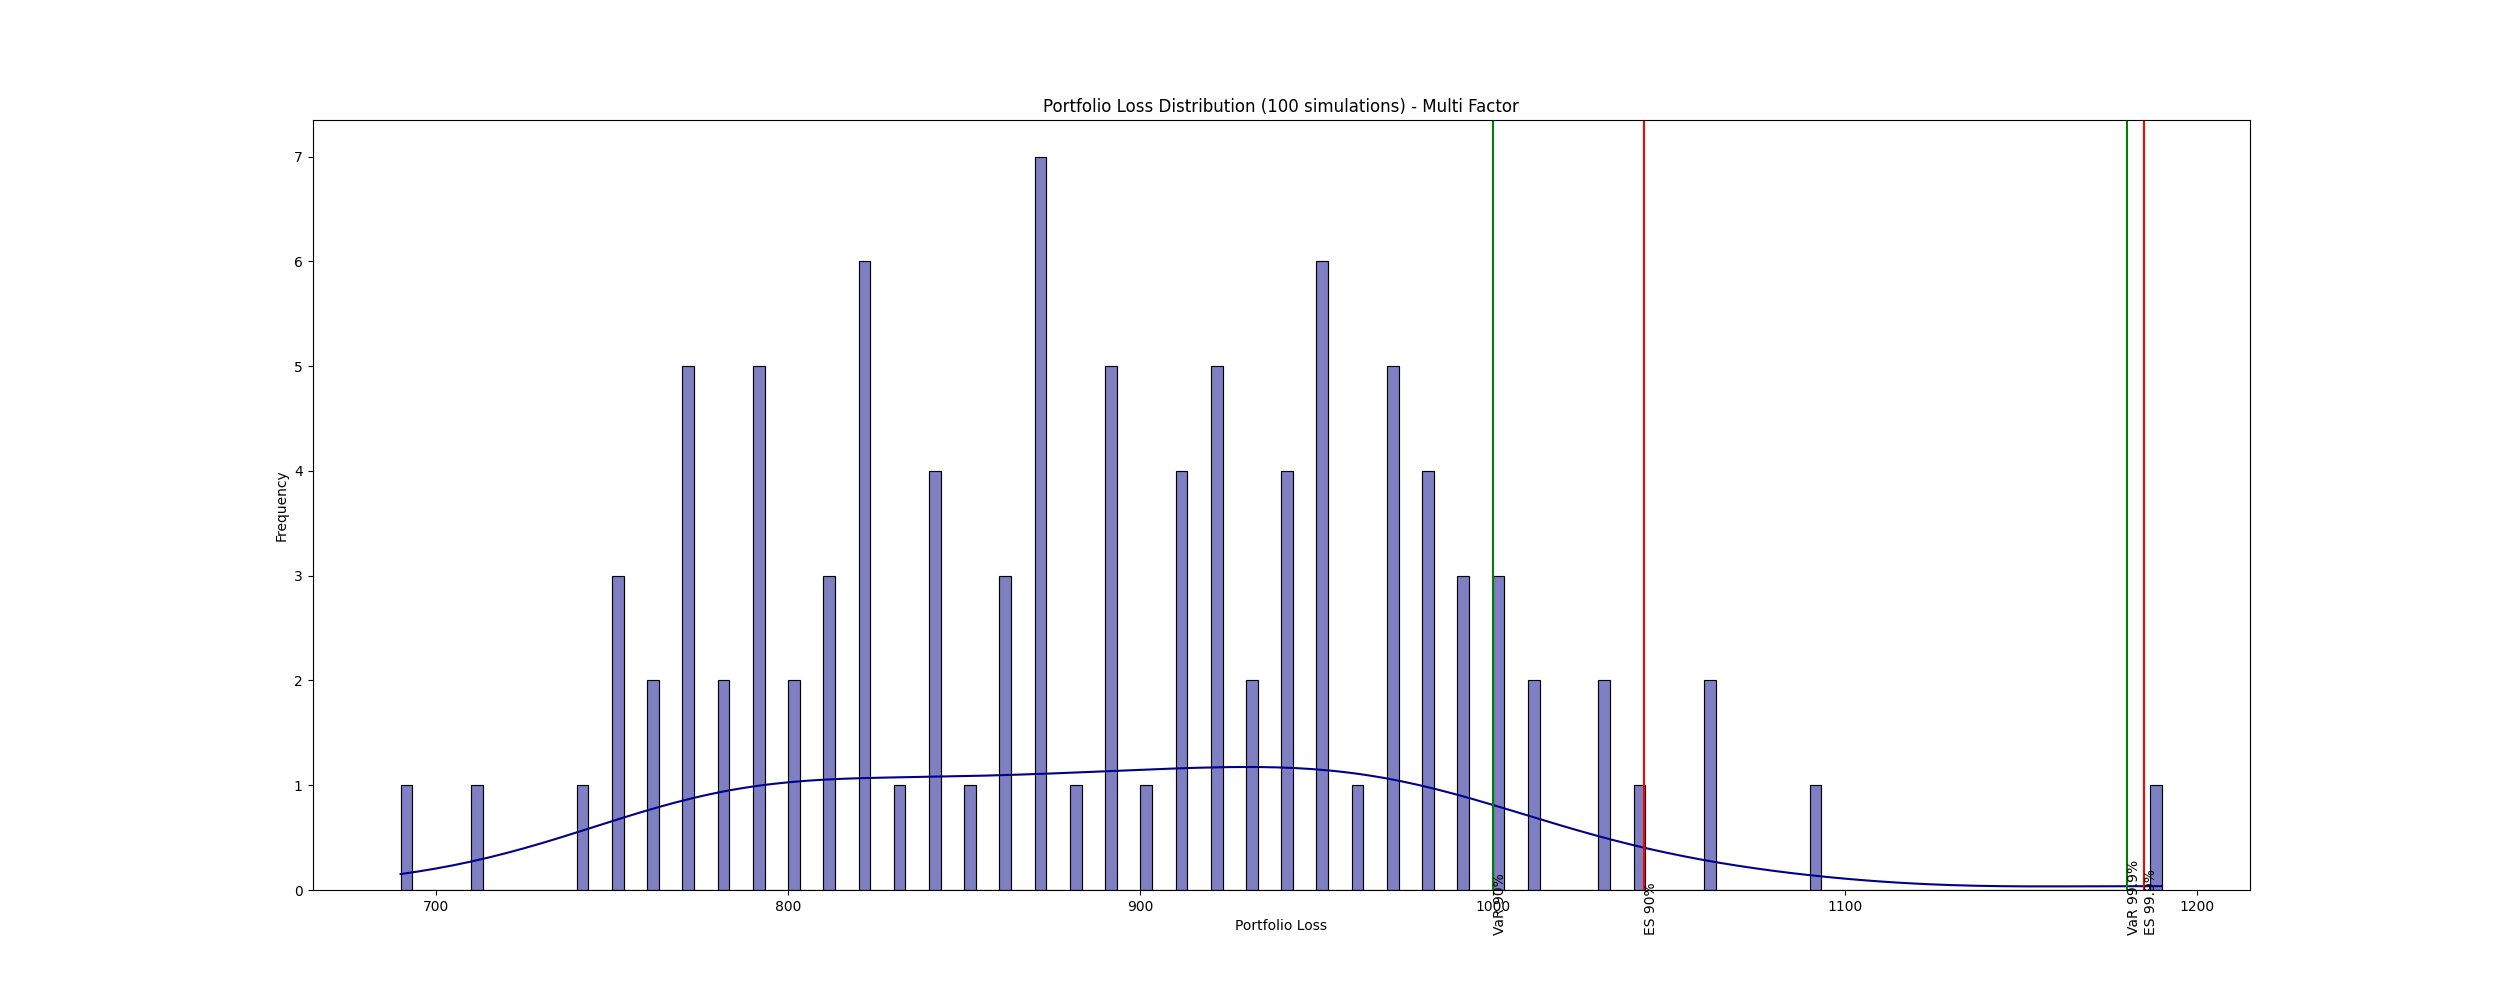 Portfolio Loss Distribution (100 simulations) - Multi Factor
7
6
5
4
3
2
1
0
Frequency
700
800
900
1000
1100
1200
Portfolio Loss
VaR 90%
ES 90%
VaR 99.9%
ES 99.9%